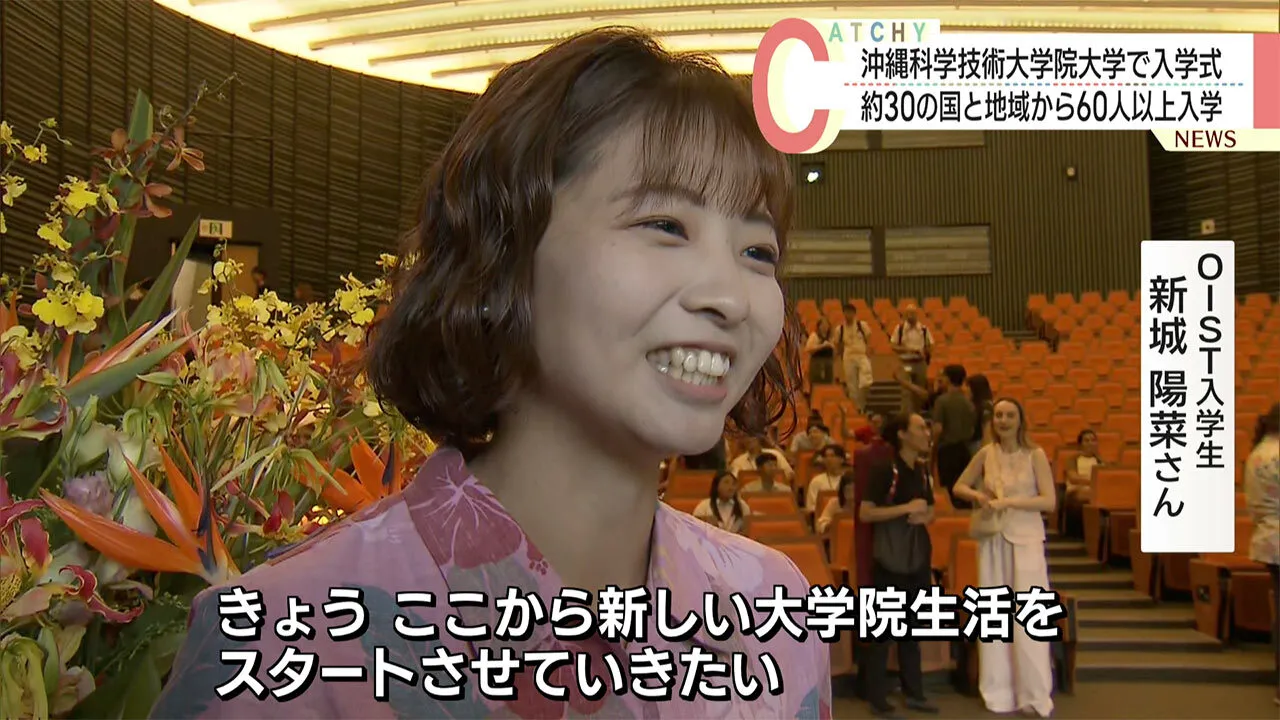 CATCHY
沖縄科学技術大学院大学で入学式
約30の国と地域から60人以上入学
NEWS
OIST入学生
新城 陽菜さん
きょう ここから新しい大学院生活を
スタートさせていきたい